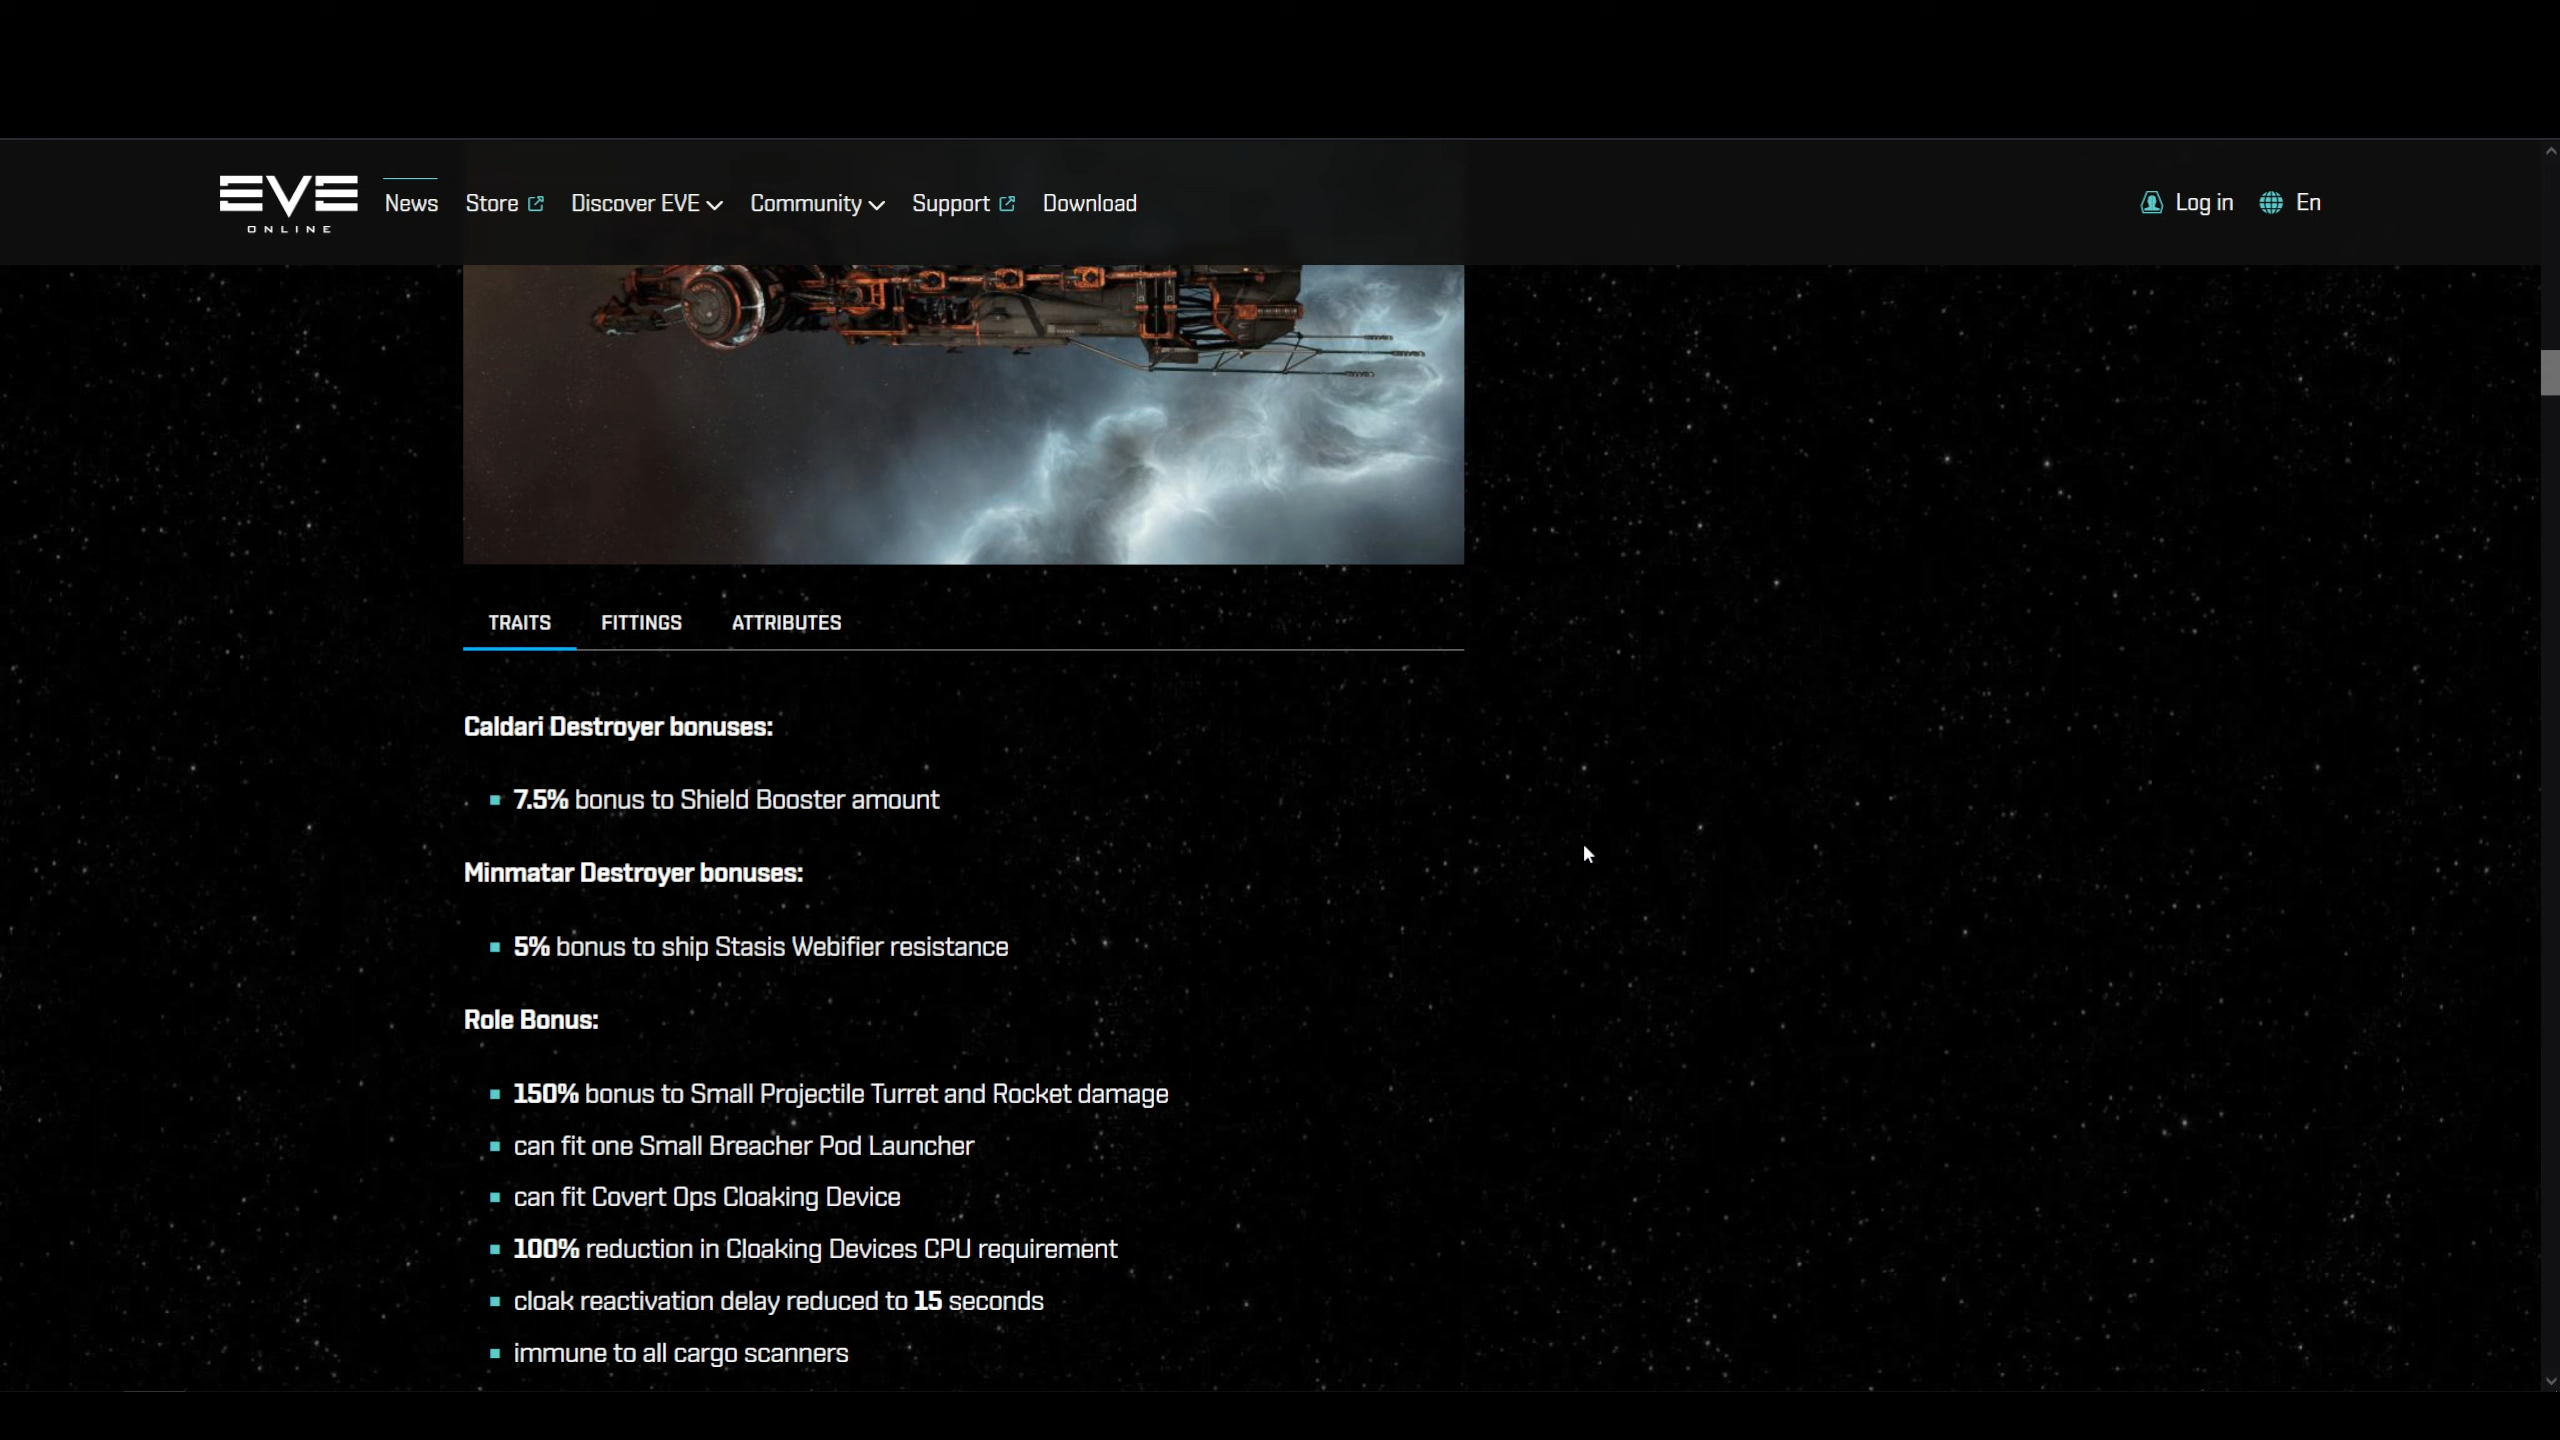 EVE
ONLINE
News Store Discover EVE Community Support Download
Log in En
TRAITS FITTINGS ATTRIBUTES
Caldari Destroyer bonuses:
7.5% bonus to Shield Booster amount
Minmatar Destroyer bonuses:
5% bonus to ship Stasis Webifier resistance
Role Bonus:
150% bonus to Small Projectile Turret and Rocket damage
can fit one Small Breacher Pod Launcher
can fit Covert Ops Cloaking Device
100% reduction in Cloaking Devices CPU requirement
cloak reactivation delay reduced to 15 seconds
immune to all cargo scanners